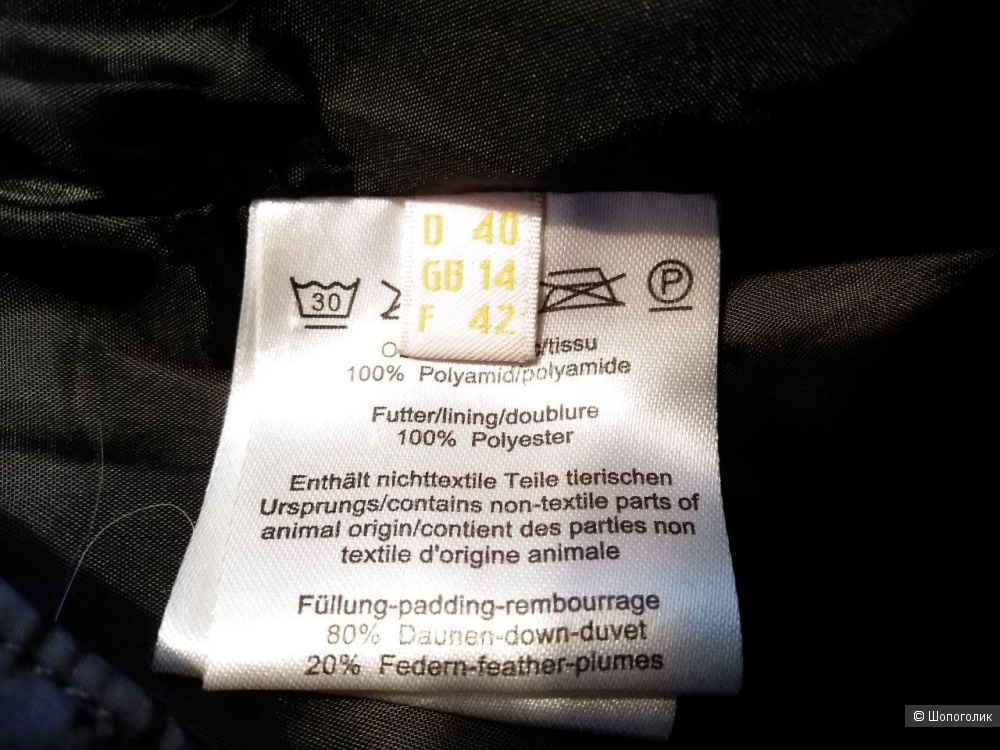 D 40
GB 14
F 42
30
P
/tissu
100% Polyamid/polyamide
Futter/lining/doublure
100% Polyester
Enthält nichttextile Teile tierischen
Ursprungs/contains non-textile parts of
animal origin/contient des parties non
textile d'origine animale
Füllung-padding-rembourrage
80% Daunen-down-duvet
20% Federn-feather-plumes
© Шопоголик